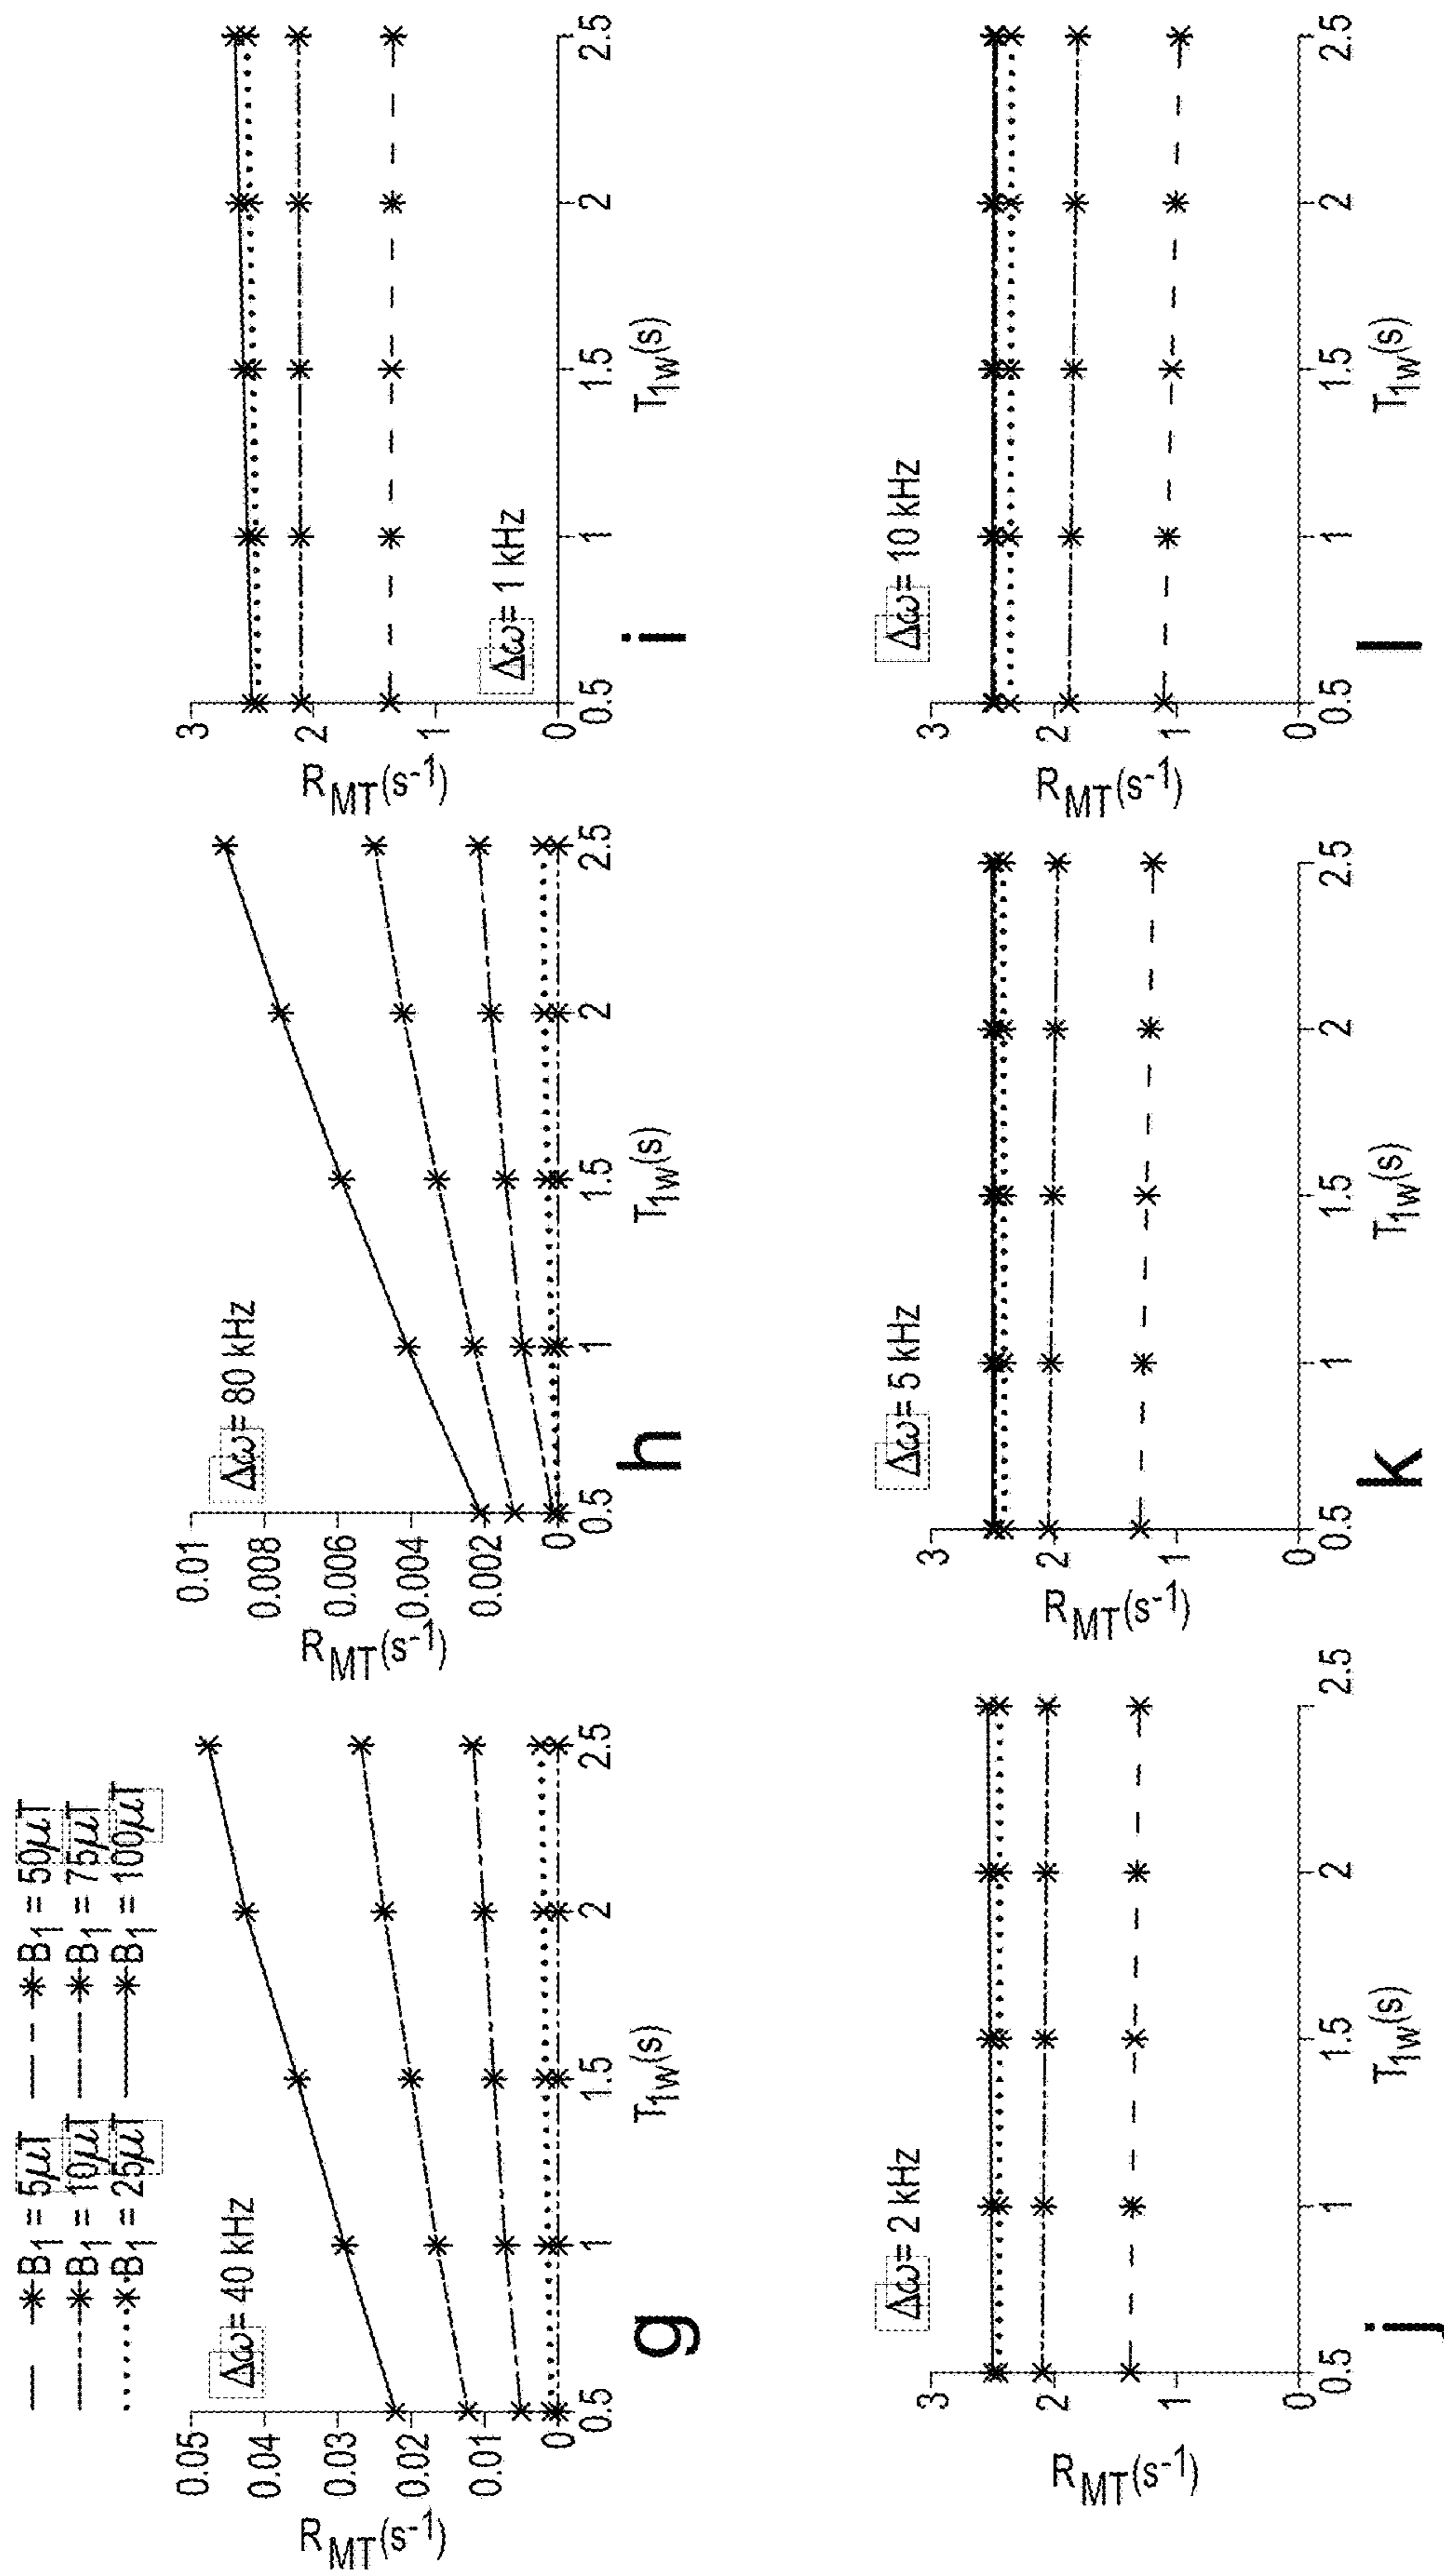 B1 = 5μT
B1 = 50μT
B1 = 10μT
B1 = 75μT
B1 = 25μT
B1 = 100μT
Δω= 40 kHz
RMT(s-1)
0.05
0.04
0.03
0.02
0.01
0
0.5
1
1.5
2
2.5
T1w(s)
g
Δω= 80 kHz
RMT(s-1)
0.01
0.008
0.006
0.004
0.002
0
0.5
1
1.5
2
2.5
T1w(s)
h
RMT(s-1)
3
2
1
0
Δω= 1 kHz
0.5
1
1.5
2
2.5
T1w(s)
i
Δω= 2 kHz
RMT(s-1)
3
2
1
0
0.5
1
1.5
2
2.5
T1w(s)
j
Δω= 5 kHz
RMT(s-1)
3
2
1
0
0.5
1
1.5
2
2.5
T1w(s)
k
Δω= 10 kHz
RMT(s-1)
3
2
1
0
0.5
1
1.5
2
2.5
T1w(s)
l